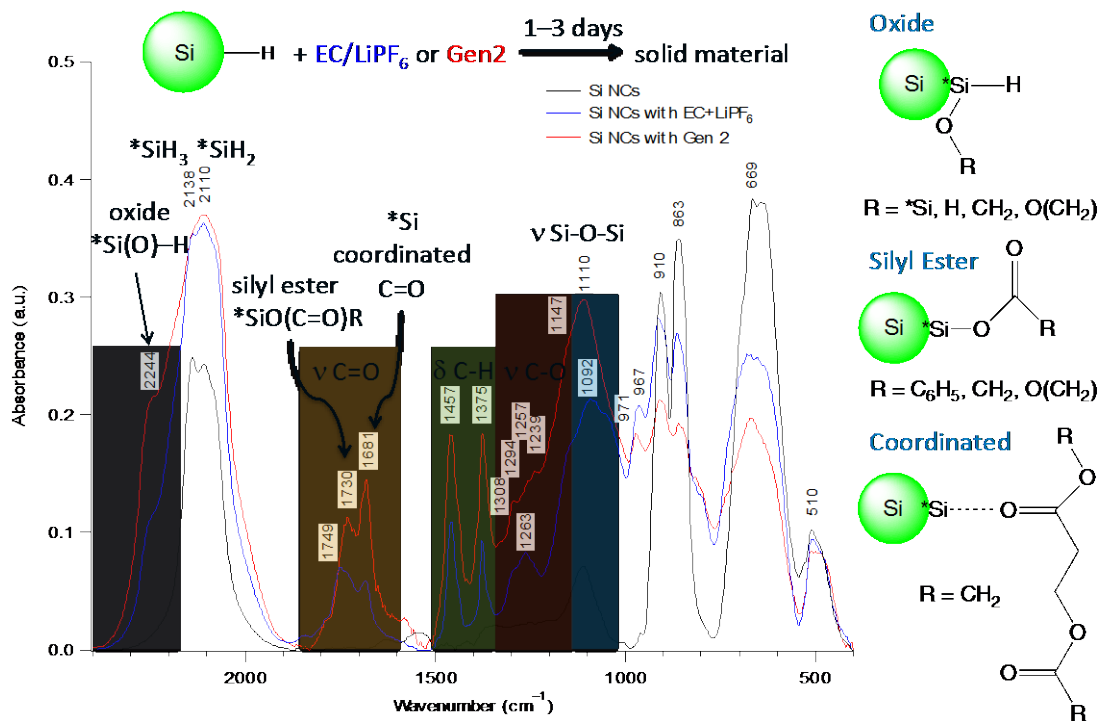 1–3 days
Si
H
+ EC/LiPF6 or Gen2
solid material
Si NCs
Si NCs with EC+LiPF6
Si NCs with Gen 2
0.5
0.4
0.3
0.2
0.1
0.0
Absorbance (a.u.)
2000
1500
1000
500
Wavenumber (cm⁻¹)
*SiH3 *SiH2
2138
2110
oxide
*Si(O)–H
2244
silyl ester
*SiO(C=O)R
*Si
coordinated
C=O
ν C=O
1749
1730
1681
δ C-H
1457
1375
ν C-O
1308
1294
1257
1239
1263
1147
ν Si-O-Si
1110
1092
971
967
910
863
669
510
Oxide
Si
*Si
H
O
R
R = *Si, H, CH2, O(CH2)
Silyl Ester
O
Si
*Si
O
R
R = C6H5, CH2, O(CH2)
Coordinated
R
O
Si
*Si
O
R = CH2
O
O
R